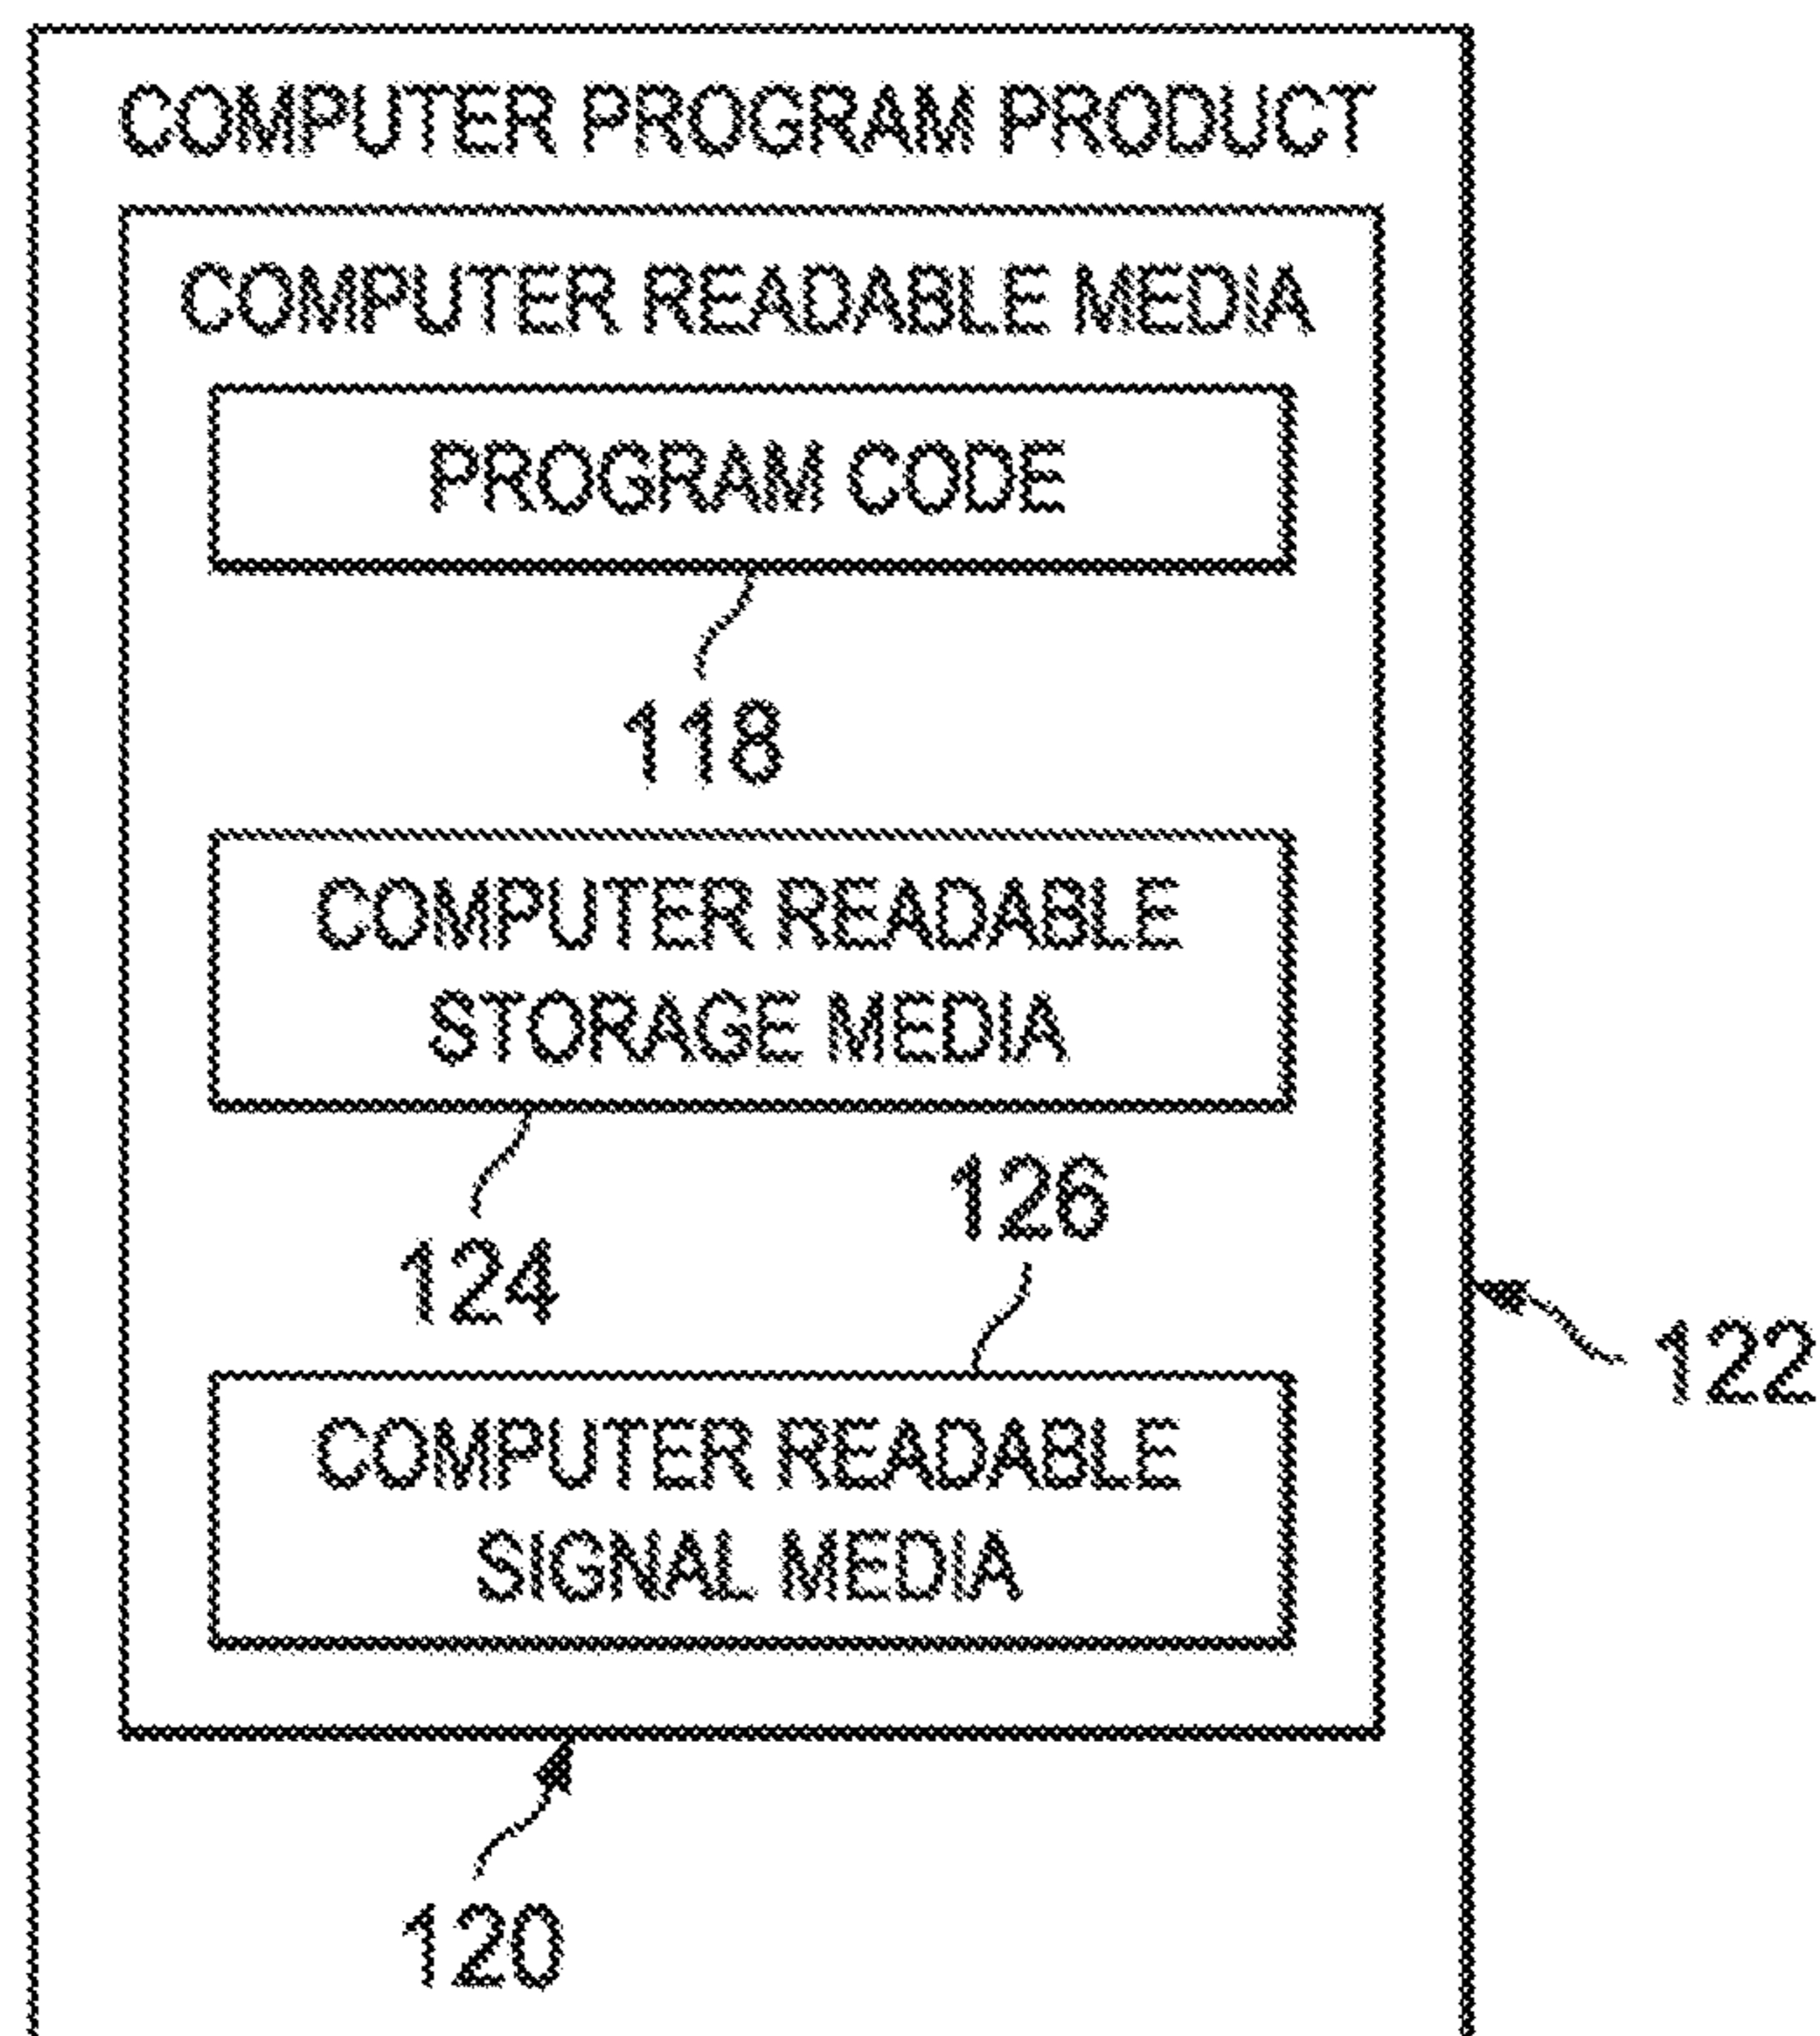 COMPUTER PROGRAM PRODUCT
COMPUTER READABLE MEDIA
PROGRAM CODE
118
COMPUTER READABLE
STORAGE MEDIA
126
124
122
COMPUTER READABLE
SIGNAL MEDIA
120